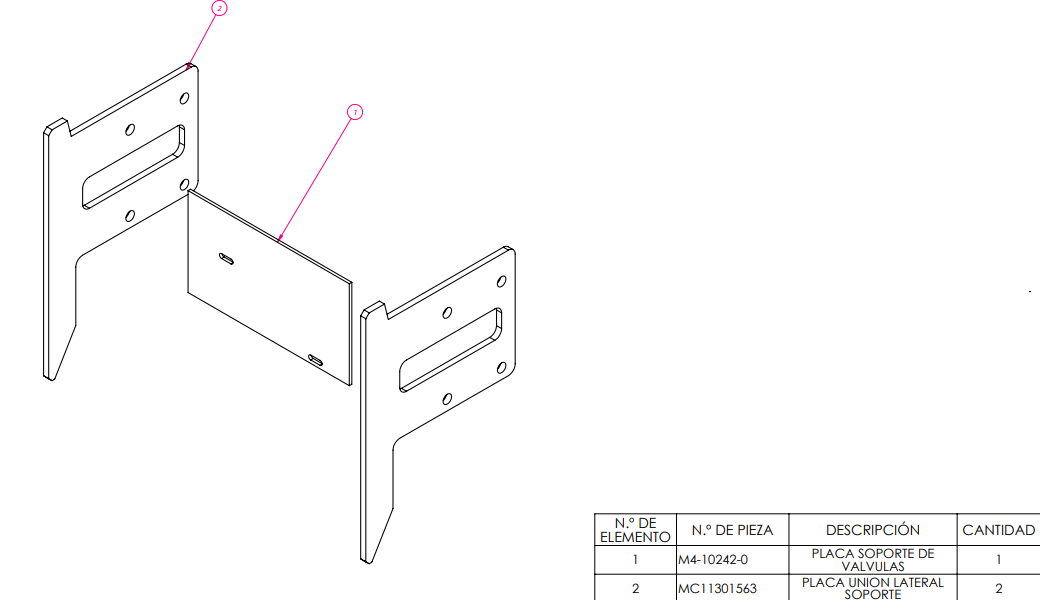 2
1
N.º DE ELEMENTO N.º DE PIEZA DESCRIPCIÓN CANTIDAD
1 M4-10242-0 PLACA SOPORTE DE VALVULAS 1
2 MC11301563 PLACA UNION LATERAL SOPORTE 2